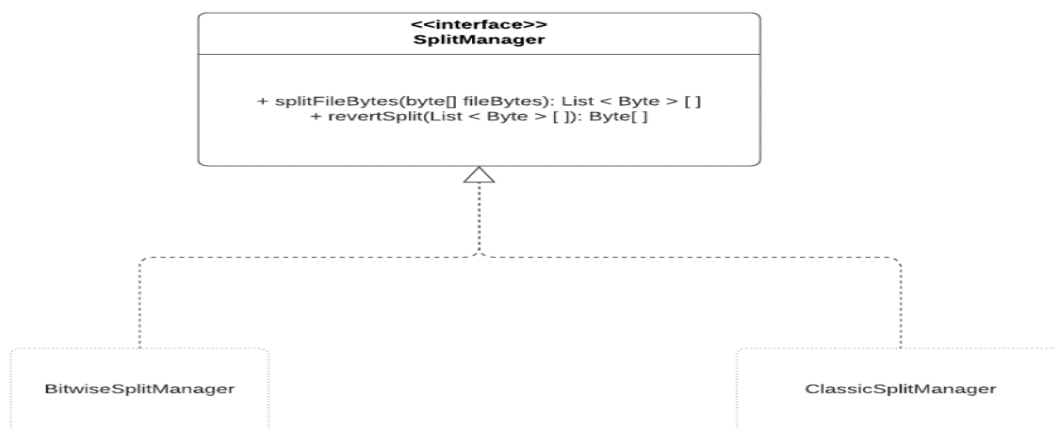 <<interface>>
SplitManager
+ splitFileBytes(byte[] fileBytes): List < Byte > [ ]
+ revertSplit(List < Byte > [ ]): Byte[ ]
BitwiseSplitManager
ClassicSplitManager